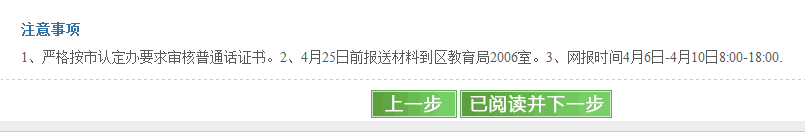 注意事项
1、严格按市认定办要求审核普通话证书。2、4月25日前报送材料到区教育局2006室。3、网报时间4月6日-4月10日8:00-18:00.
上一步 已阅读并下一步